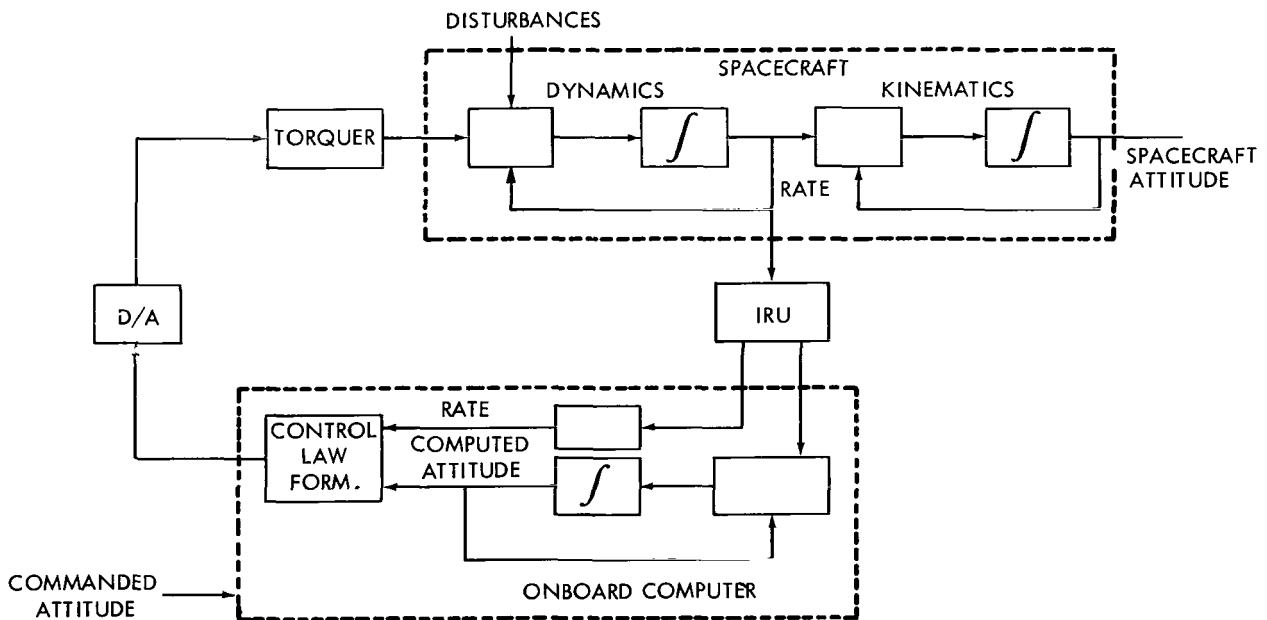 DISTURBANCES
SPACECRAFT
DYNAMICS
KINEMATICS
TORQUER
∫
∫
RATE
SPACECRAFT
ATTITUDE
D/A
IRU
RATE
CONTROL
LAW
FORM.
COMPUTED
ATTITUDE
∫
COMMANDED
ATTITUDE
ONBOARD COMPUTER